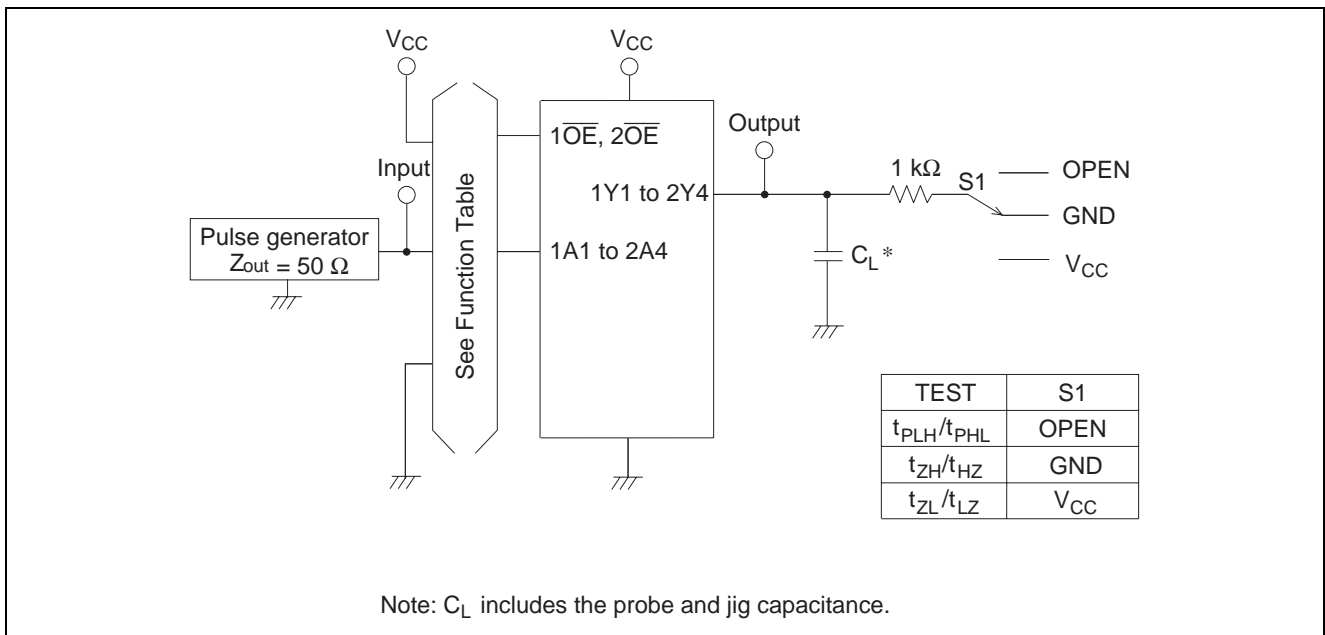 VCC
VCC
Input
Pulse generator
Zout = 50 Ω
See Function Table
1O̅E̅, 2O̅E̅
1Y1 to 2Y4
1A1 to 2A4
Output
1 kΩ
S1
OPEN
GND
VCC
CL*
TEST S1
tPLH/tPHL OPEN
tZH/tHZ GND
tZL/tLZ VCC
Note: CL includes the probe and jig capacitance.